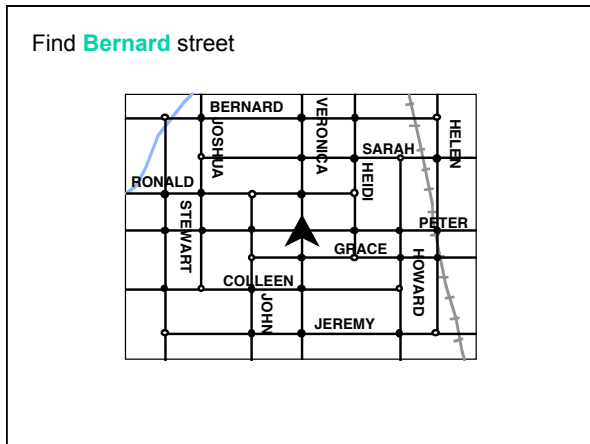 Find Bernard street
BERNARD
VERONICA
JOSHUA
HELEN
SARAH
HEIDI
RONALD
STEWART
PETER
GRACE
HOWARD
COLLEEN
JOHN
JEREMY